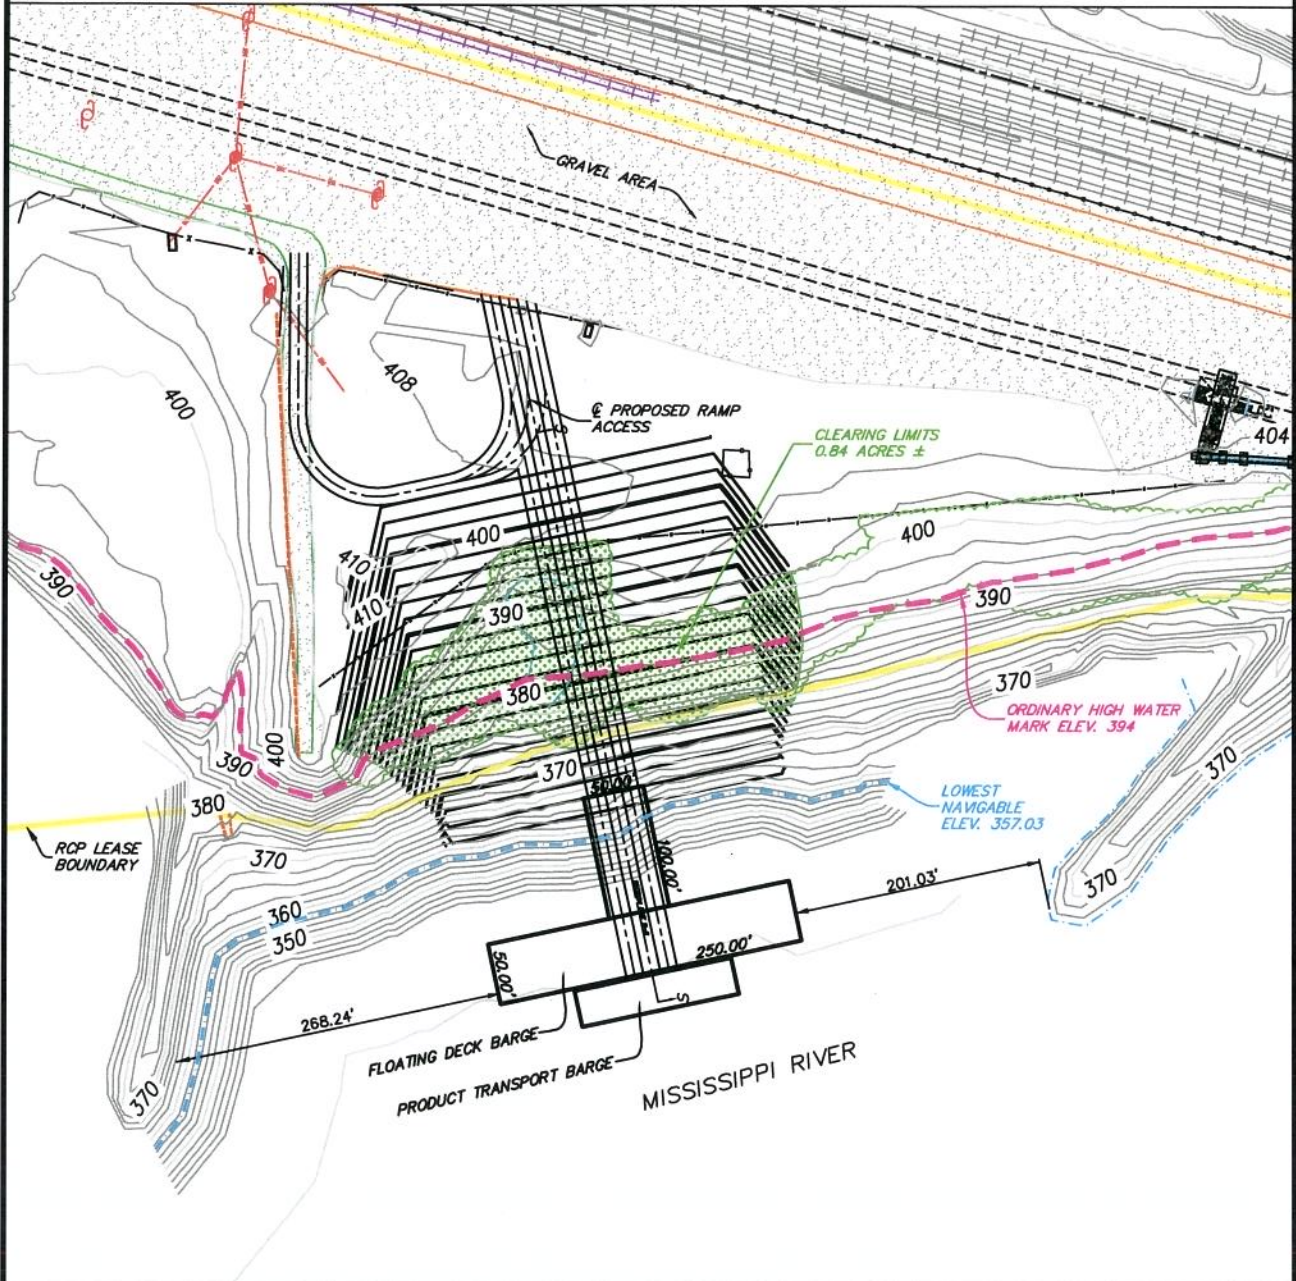 GRAVEL AREA
400
408
℄ PROPOSED RAMP
ACCESS
S
CLEARING LIMITS
0.84 ACRES ±
404
400
400
410
410
390
390
390
380
ORDINARY HIGH WATER
MARK ELEV. 394
370
400
390
370
370
50.00'
380
LOWEST
NAVIGABLE
ELEV. 357.03
RCP LEASE
BOUNDARY
370
100.00'
201.03'
370
360
350
250.00'
50.00'
S
268.24'
FLOATING DECK BARGE
PRODUCT TRANSPORT BARGE
MISSISSIPPI RIVER
370